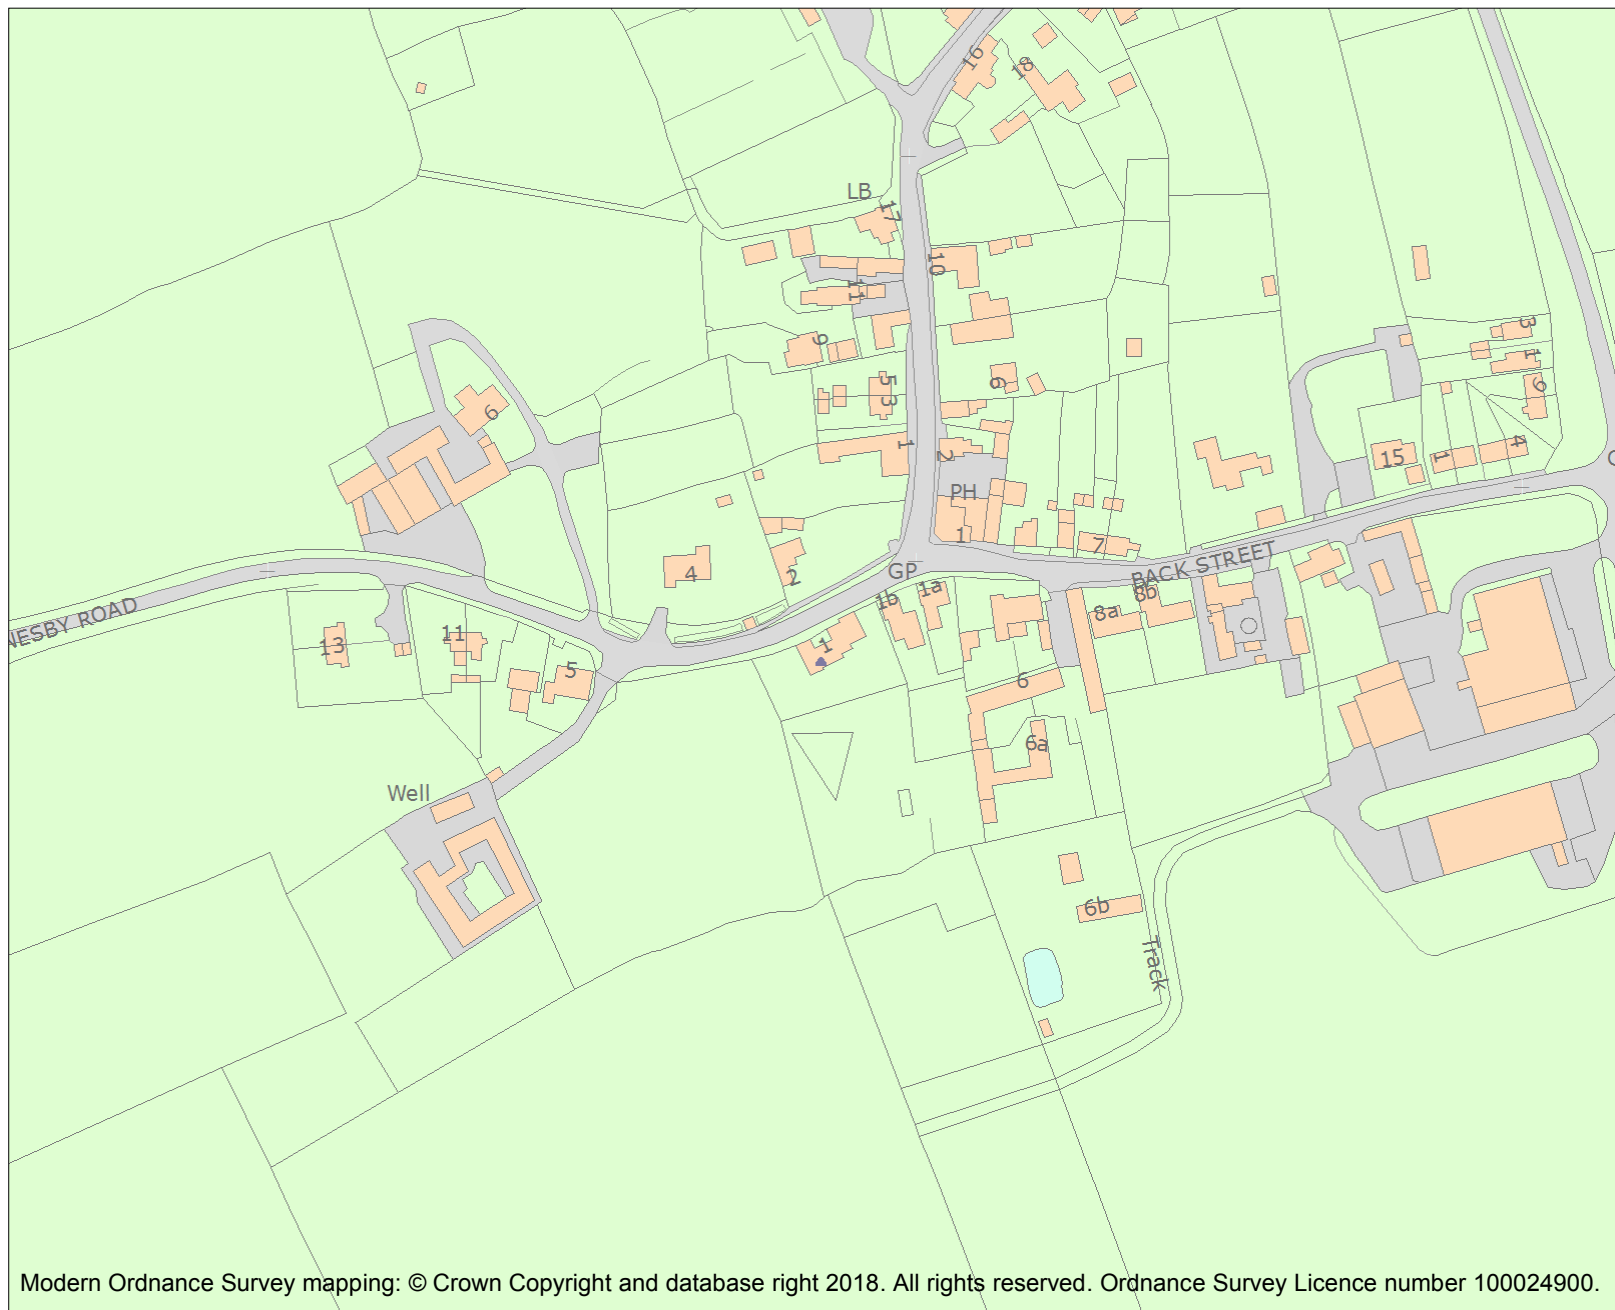 16
18
LB
17
10
11
9
3
1
9
5
3
6
6
1
2
4
15
1
PH
1
7
BACK STREET
GP
4
2
1a
1b
8b
8a
NESBY ROAD
13
11
1
5
6
6a
Well
6b
Track
Modern Ordnance Survey mapping: © Crown Copyright and database right 2018. All rights reserved. Ordnance Survey Licence number 100024900.